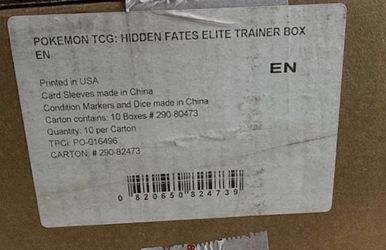 POKEMON TCG: HIDDEN FATES ELITE TRAINER BOX
EN
EN
Printed in USA
Card Sleeves made in China
Condition Markers and Dice made in China
Carton contains: 10 Boxes # 290-80473
Quantity: 10 per Carton
TPCi: PO-016496
CARTON: # 290-82473
0 820650 824739